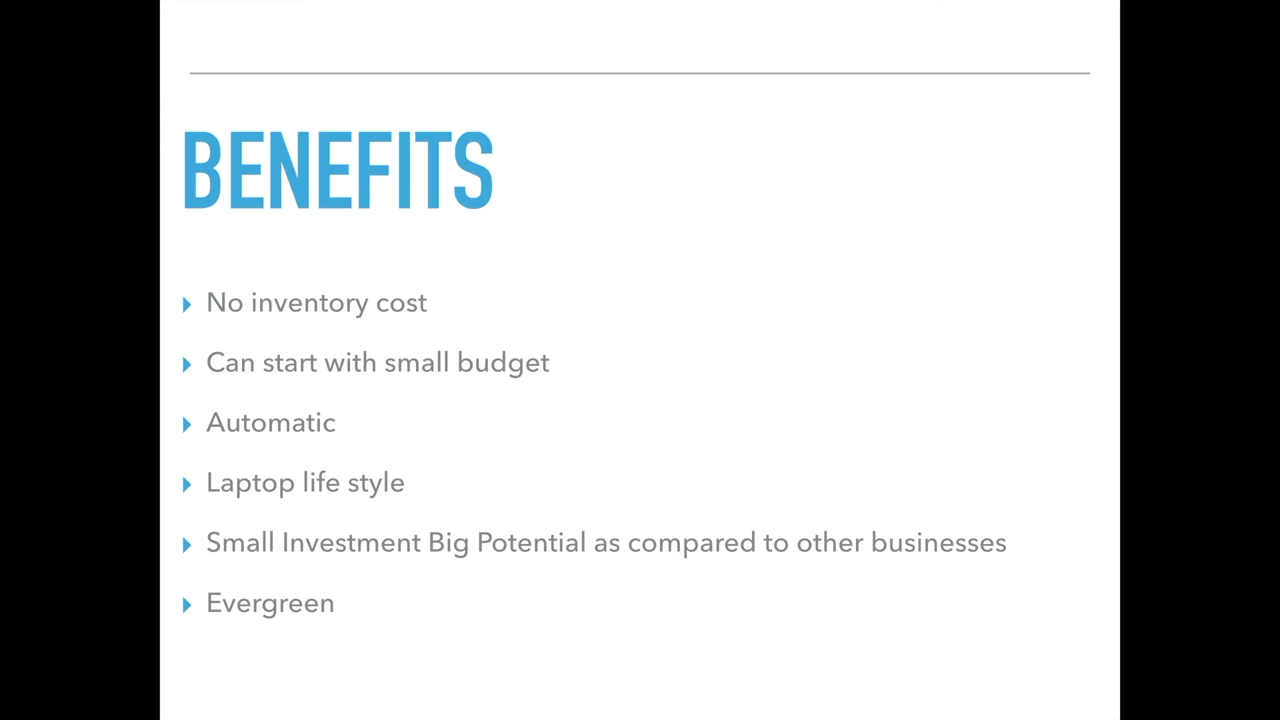 BENEFITS
No inventory cost
Can start with small budget
Automatic
Laptop life style
Small Investment Big Potential as compared to other businesses
Evergreen